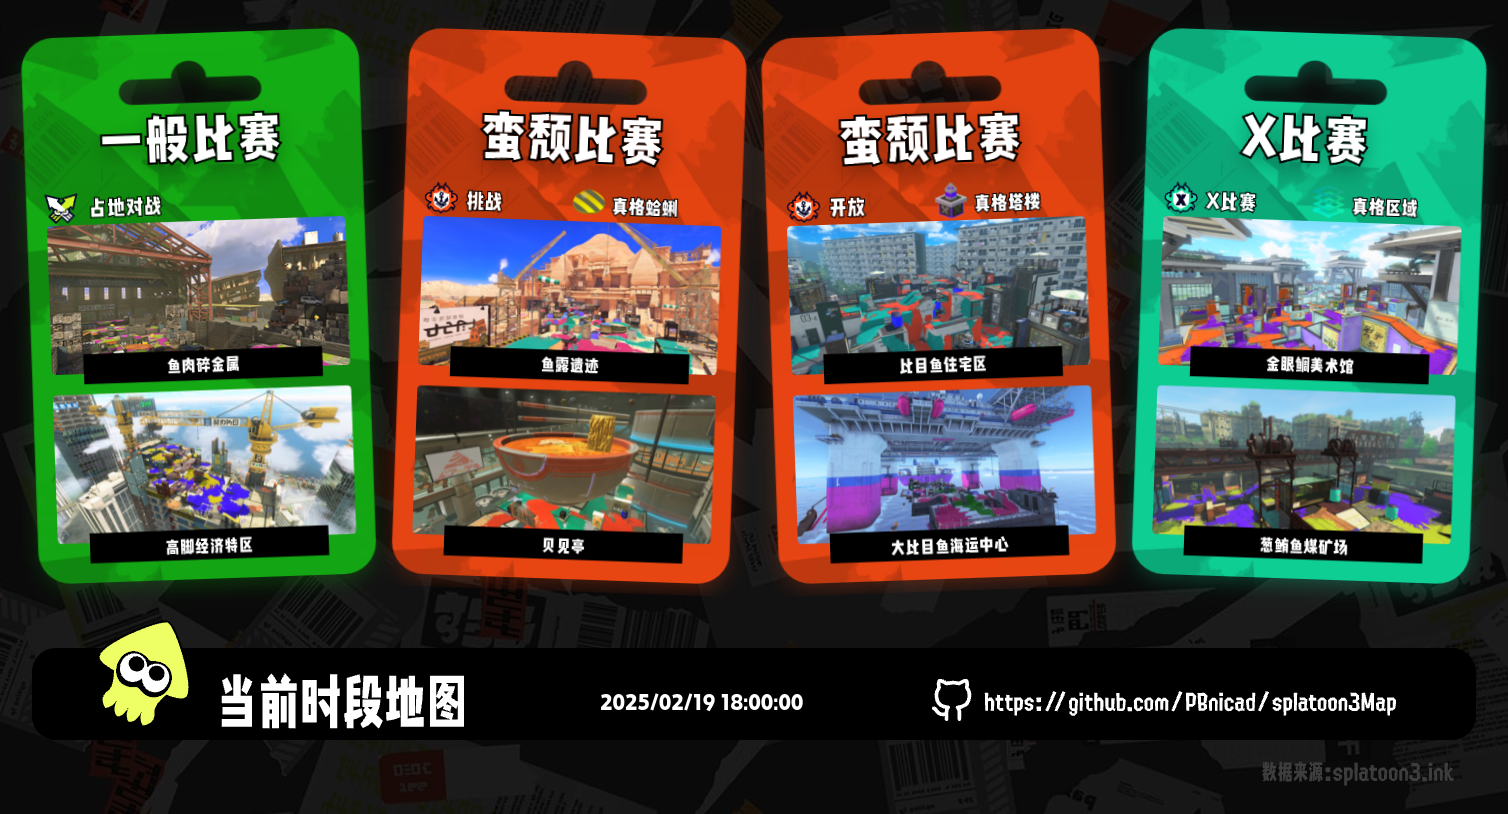 一般比赛
占地对战
鱼肉碎金属
高脚经济特区
蛮颓比赛
挑战
真格蛤蜊
鱼露遗迹
贝见亭
蛮颓比赛
开放
真格塔楼
比目鱼住宅区
大比目鱼海运中心
X比赛
X比赛
真格区域
金眼鲷美术馆
葱鲔鱼煤矿场
当前时段地图
2025/02/19 18:00:00
https://github.com/PBnicad/splatoon3Map
数据来源:splatoon3.ink